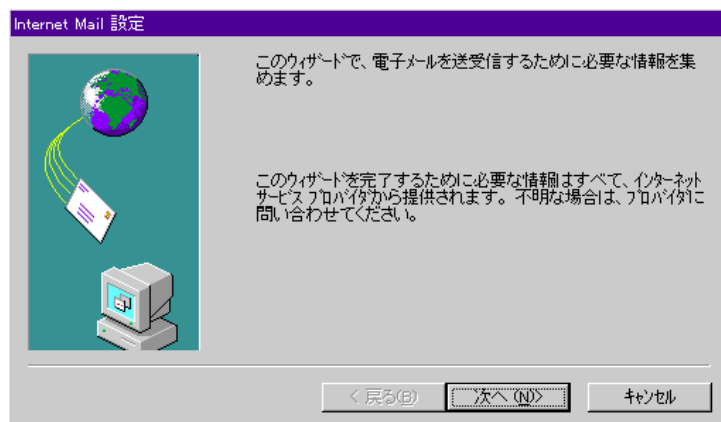 Internet Mail 設定
このウィザードで、電子メールを送受信するために必要な情報を集
めます。
このウィザードを完了するために必要な情報はすべて、インターネット
サービス プロバイダから提供されます。不明な場合は、プロバイダに
問い合わせてください。
< 戻る(B)
次へ (N)>
キャンセル